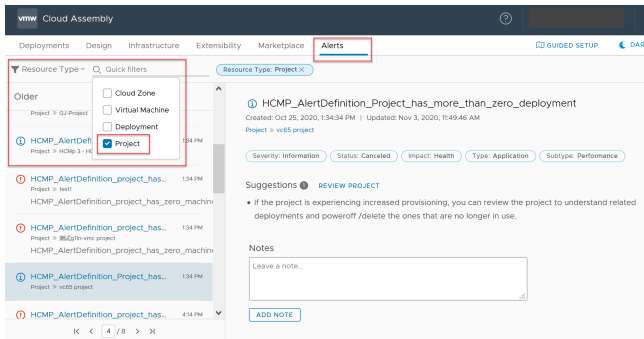 vmw Cloud Assembly
Deployments Design Infrastructure Extensibility Marketplace Alerts GUIDED SETUP DAR
Resource Type Quick filters Resource Type: Project ×
Cloud Zone
Virtual Machine
Deployment
Project
Older
Project » GJ-Project
HCMP_AlertDefi 1:34 PM
Project » HCMp 3 - HC
HCMP_AlertDefinition_project_has... 1:34 PM
Project » test1
HCMP_AlertDefinition_project_has_zero_machin
HCMP_AlertDefinition_project_has... 1:34 PM
project
HCMP_AlertDefinition_project_has_zero_machin
HCMP_AlertDefinition_Project_has... 1:34 PM
Project » vc65 project
HCMP_AlertDefinition_project_has... 4:14 PM
4 / 8
HCMP_AlertDefinition_Project_has_more_than_zero_deployment
Created: Oct 25, 2020, 1:34:34 PM | Updated: Nov 3, 2020, 11:49:46 AM
Project » vc65 project
Severity: Information Status: Canceled Impact: Health Type: Application Subtype: Performance
Suggestions 1 REVIEW PROJECT
• If the project is experiencing increased provisioning, you can review the project to understand related
deployments and poweroff /delete the ones that are no longer in use.
Notes
Leave a note...
ADD NOTE